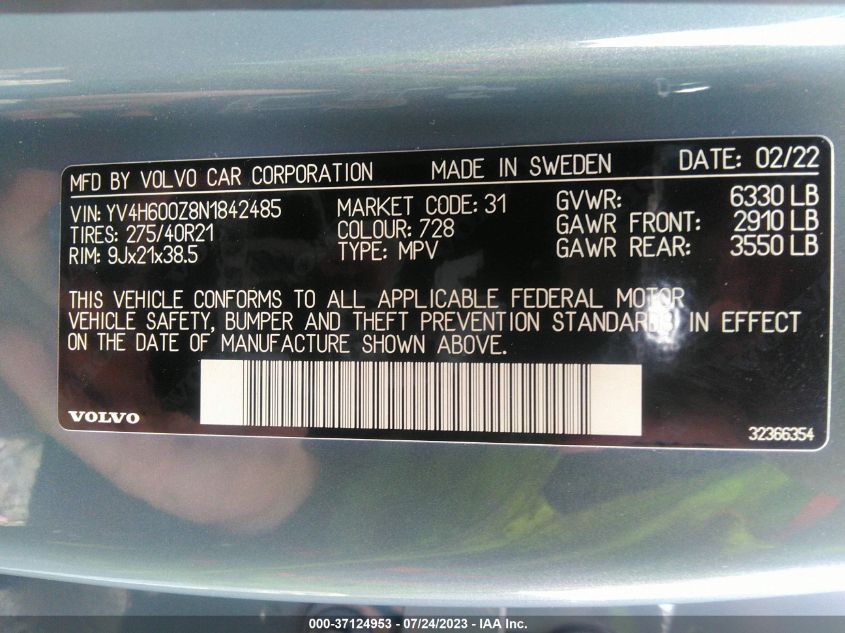 MFD BY VOLVO CAR CORPORATION MADE IN SWEDEN DATE: 02/22
VIN: YV4H600Z8N1842485 MARKET CODE: 31 GVWR: 6330 LB
TIRES: 275/40R21 COLOUR: 728 GAWR FRONT: 2910 LB
RIM: 9Jx21x38.5 TYPE: MPV GAWR REAR: 3550 LB
THIS VEHICLE CONFORMS TO ALL APPLICABLE FEDERAL MOTOR
VEHICLE SAFETY, BUMPER AND THEFT PREVENTION STANDARDS IN EFFECT
ON THE DATE OF MANUFACTURE SHOWN ABOVE.
VOLVO
32366354
000-37124953 - 07/24/2023 - IAA Inc.